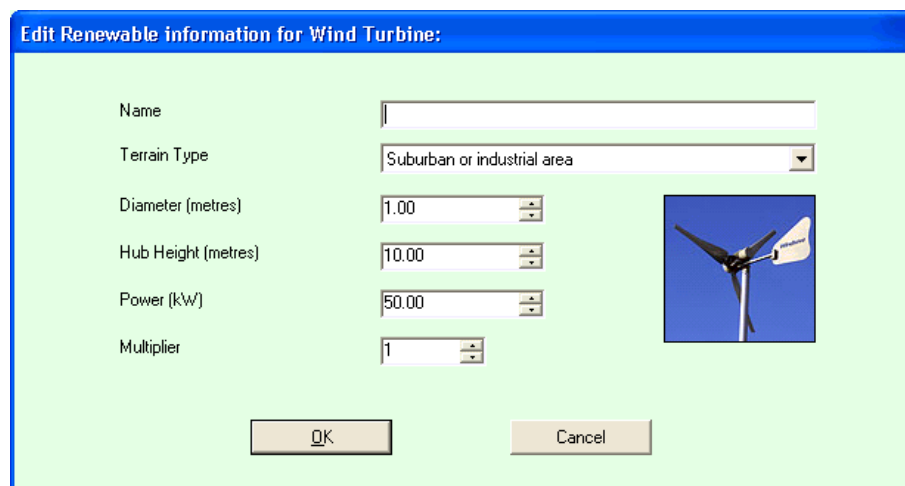 Edit Renewable information for Wind Turbine:
Name
Terrain Type Suburban or industrial area
Diameter (metres) 1.00
Hub Height (metres) 10.00
Power (kW) 50.00
Multiplier 1
OK Cancel